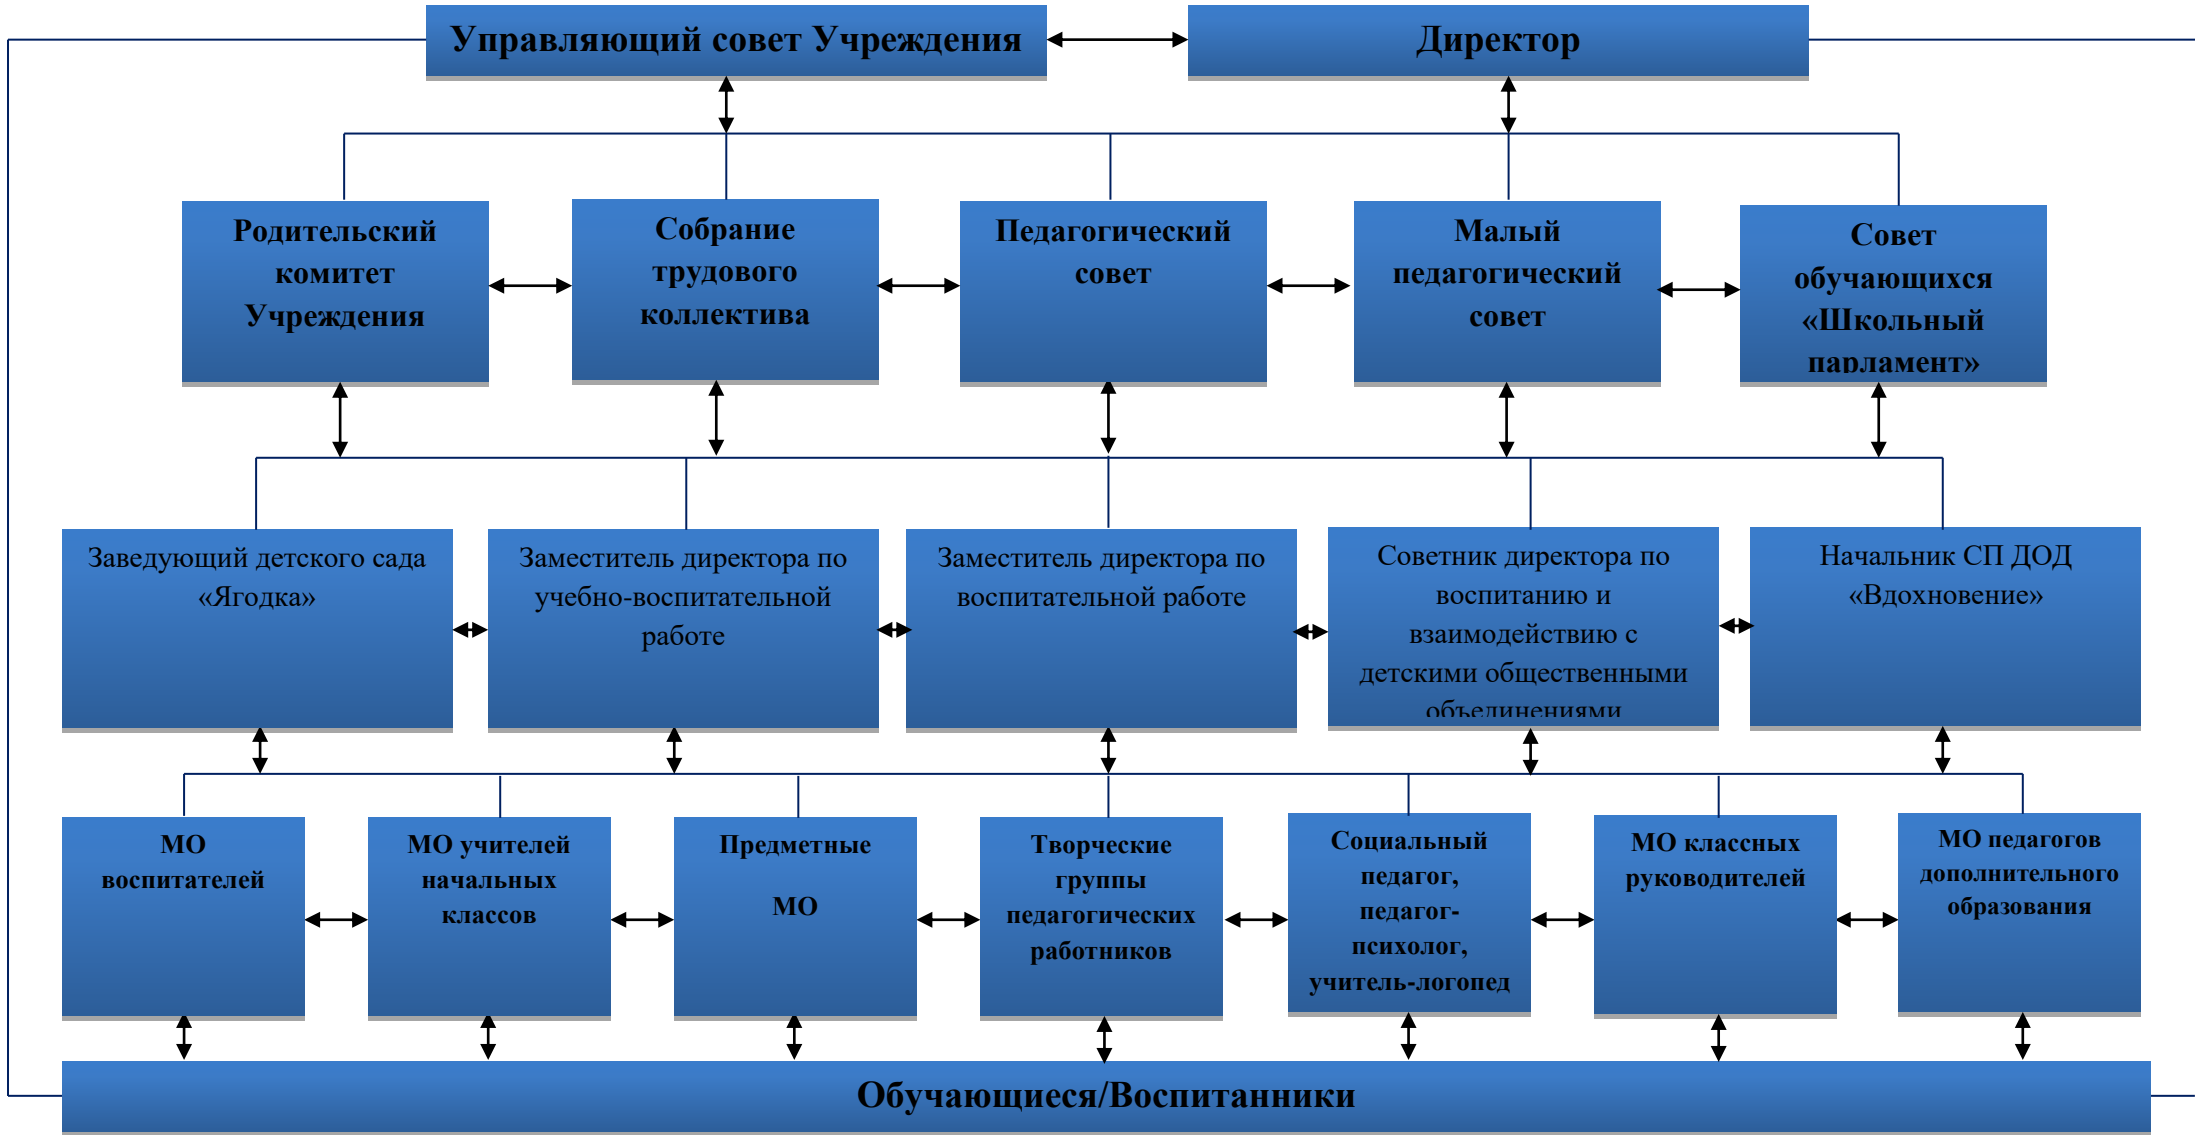 Управляющий совет Учреждения
Директор
Родительский
комитет
Учреждения
Собрание
трудового
коллектива
Педагогический
совет
Малый
педагогический
совет
Совет
обучающихся
«Школьный
парламент»
Заведующий детского сада
«Ягодка»
Заместитель директора по
учебно-воспитательной
работе
Заместитель директора по
воспитательной работе
Советник директора по
воспитанию и
взаимодействию с
детскими общественными
объединениями
Начальник СП ДОД
«Вдохновение»
МО
воспитателей
МО учителей
начальных
классов
Предметные
МО
Творческие
группы
педагогических
работников
Социальный
педагог,
педагог-
психолог,
учитель-логопед
МО классных
руководителей
МО педагогов
дополнительного
образования
Обучающиеся/Воспитанники